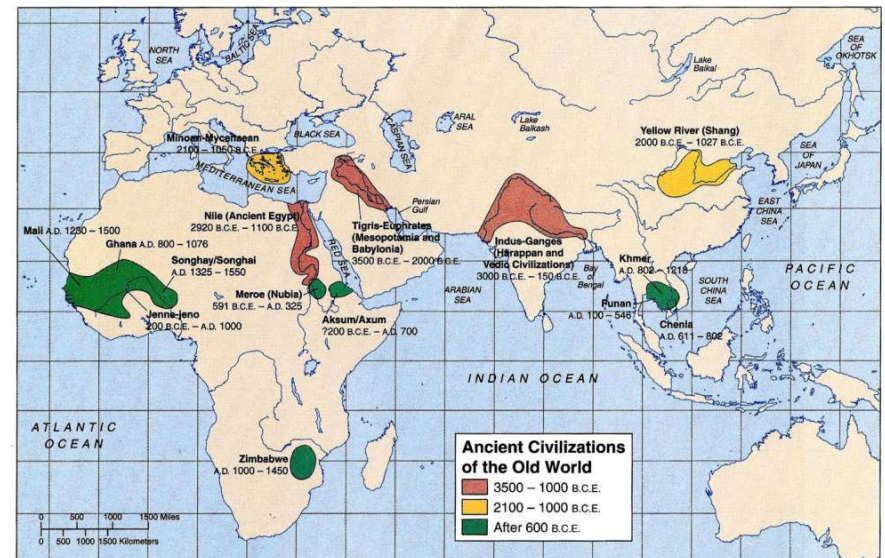 NORTH
SEA
BALTIC SEA
SEA
OF
OKHOTSK
Lake
Baikal
ARAL
SEA
Lake
Balkash
CASPIAN SEA
BLACK SEA
Minoan-Mycenaean
2100 – 1050 B.C.E.
MEDITERRANEAN SEA
Yellow River (Shang)
2000 B.C.E. – 1027 B.C.E.
SEA
OF
JAPAN
EAST
CHINA
SEA
Persian
Gulf
Nile (Ancient Egypt)
2920 B.C.E. – 1100 B.C.E.
Tigris-Euphrates
(Mesopotamia and
Babylonia)
3500 B.C.E. – 2000 B.C.E.
RED SEA
Mali A.D. 1230 – 1500
Ghana A.D. 800 – 1076
Songhay/Songhai
A.D. 1325 – 1550
Jenne-jeno
200 B.C.E. – A.D. 1000
Meroe (Nubia)
591 B.C.E. – A.D. 325
Aksum/Axum
?200 B.C.E. – A.D. 700
ARABIAN
SEA
Indus-Ganges
(Harappan and
Vedic Civilizations)
3000 B.C.E. – 150 B.C.E.
Bay
of
Bengal
Khmer
A.D. 802 – 1218
Funan
A.D. 100 – 546
Chenla
A.D. 611 – 802
SOUTH
CHINA
SEA
PACIFIC
OCEAN
INDIAN OCEAN
ATLANTIC
OCEAN
Zimbabwe
A.D. 1000 – 1450
Ancient Civilizations
of the Old World
3500 – 1000 B.C.E.
2100 – 1000 B.C.E.
After 600 B.C.E.
0 500 1000 1500 Miles
0 500 1000 1500 Kilometers